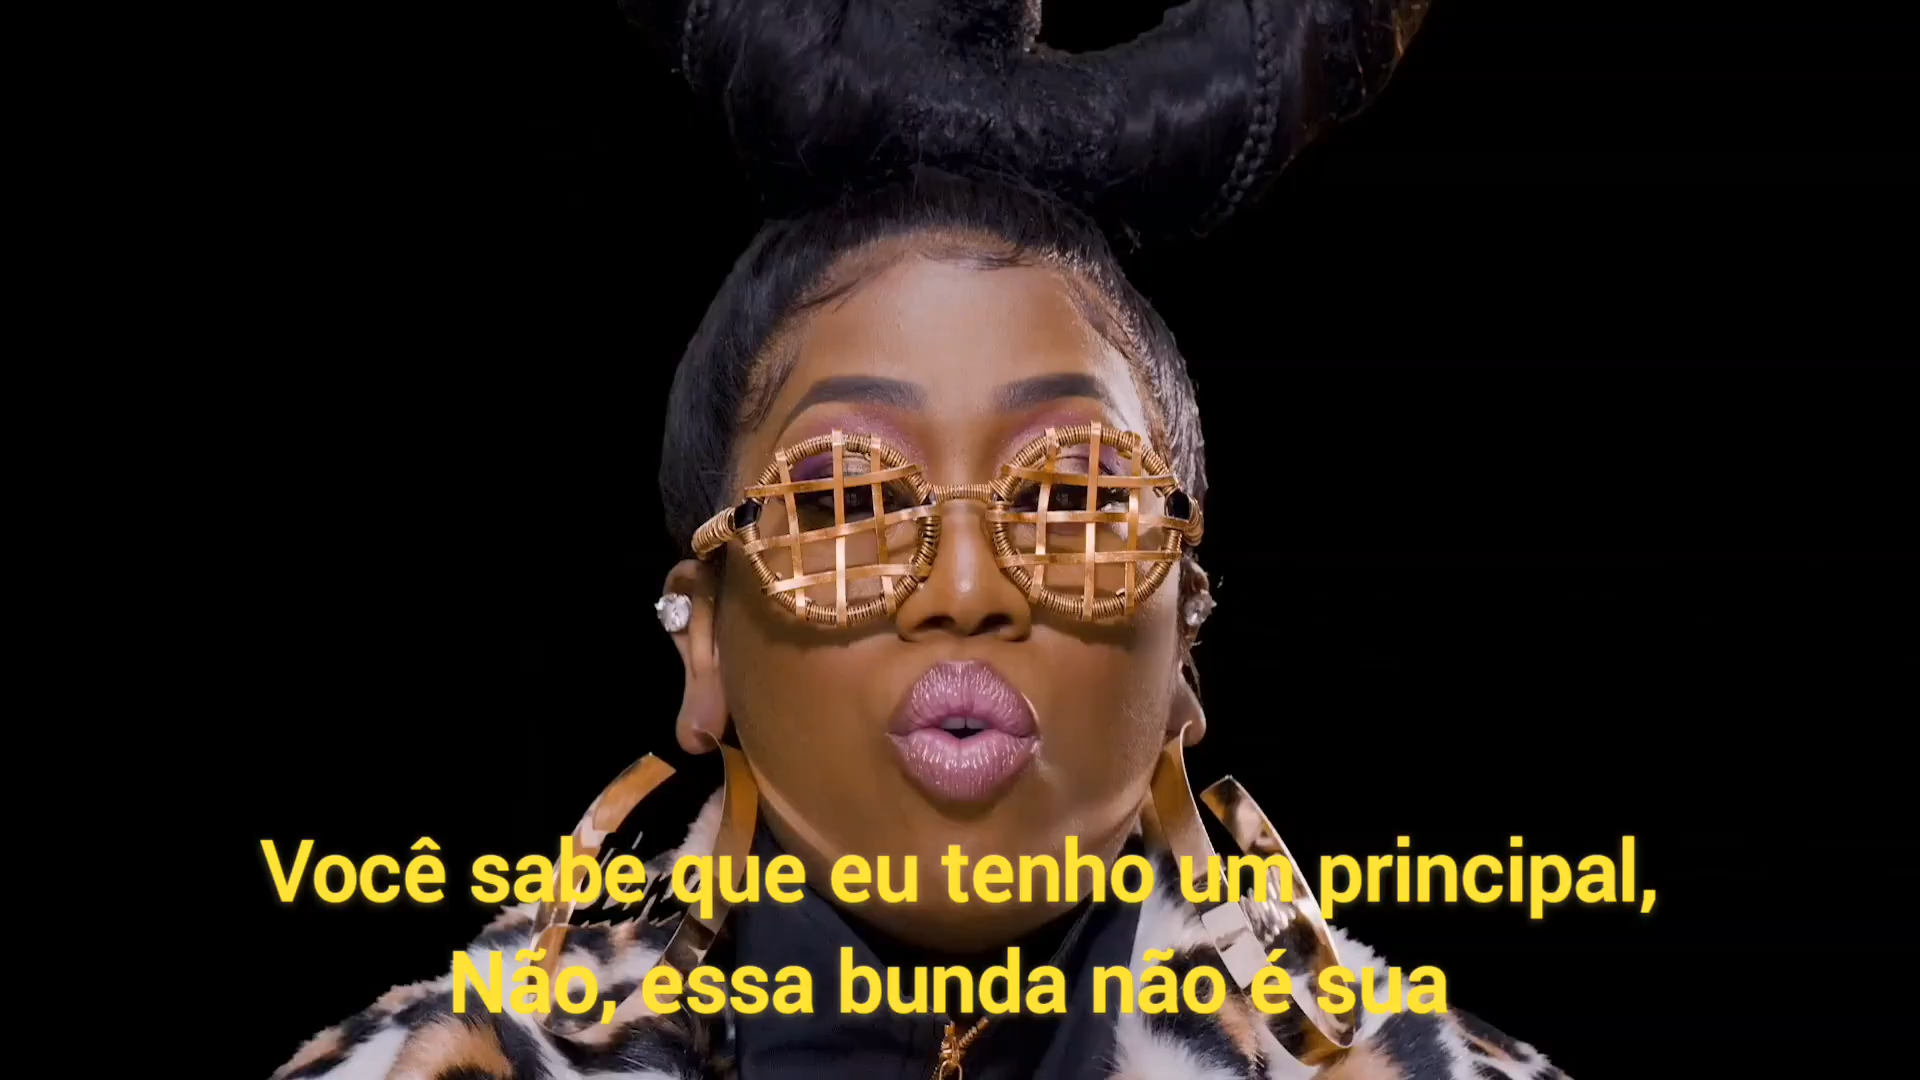 Você sabe que eu tenho um principal,
Não, essa bunda não é sua